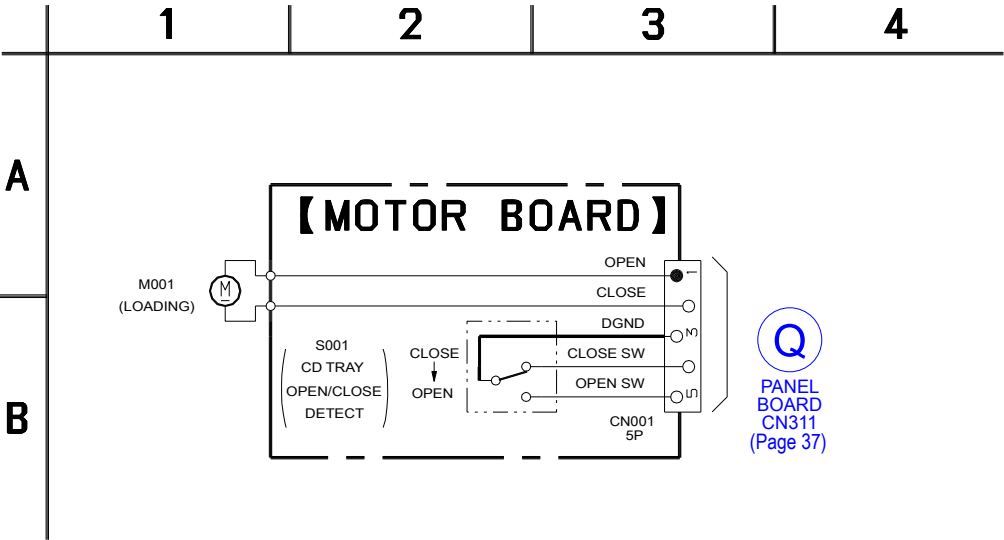 1 2 3 4
A
B
【MOTOR BOARD】
M001
(LOADING)
M
OPEN
CLOSE
DGND
CLOSE SW
OPEN SW
1
3
5
S001
CD TRAY
OPEN/CLOSE
DETECT
CLOSE
OPEN
CN001
5P
Q
PANEL
BOARD
CN311
(Page 37)